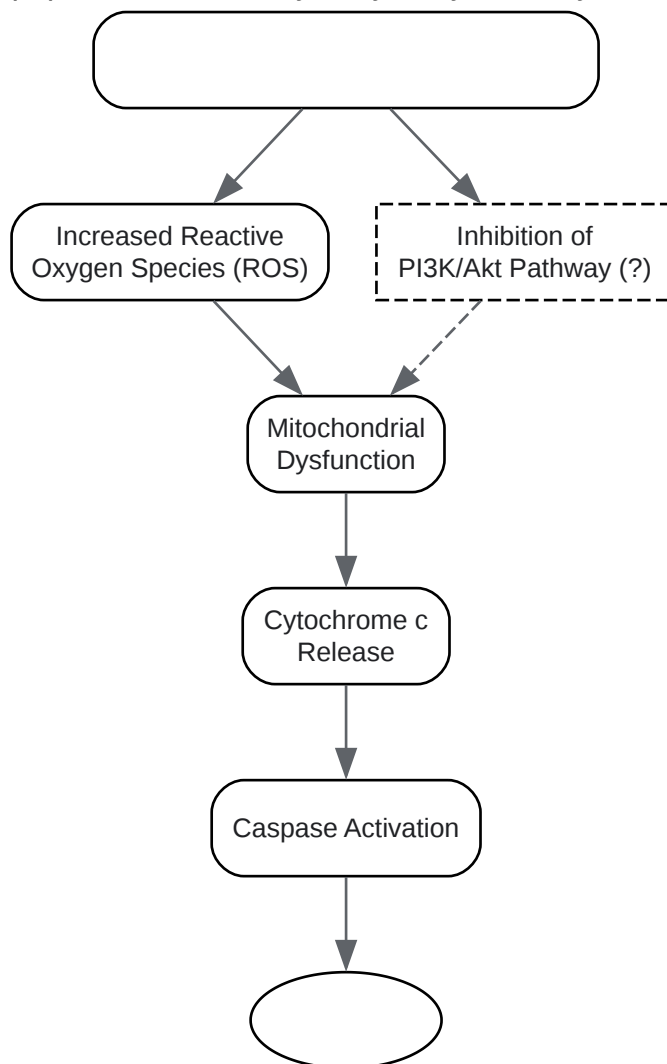 Increased Reactive
Oxygen Species (ROS)
Inhibition of
PI3K/Akt Pathway (?)
Mitochondrial
Dysfunction
Cytochrome c
Release
Caspase Activation